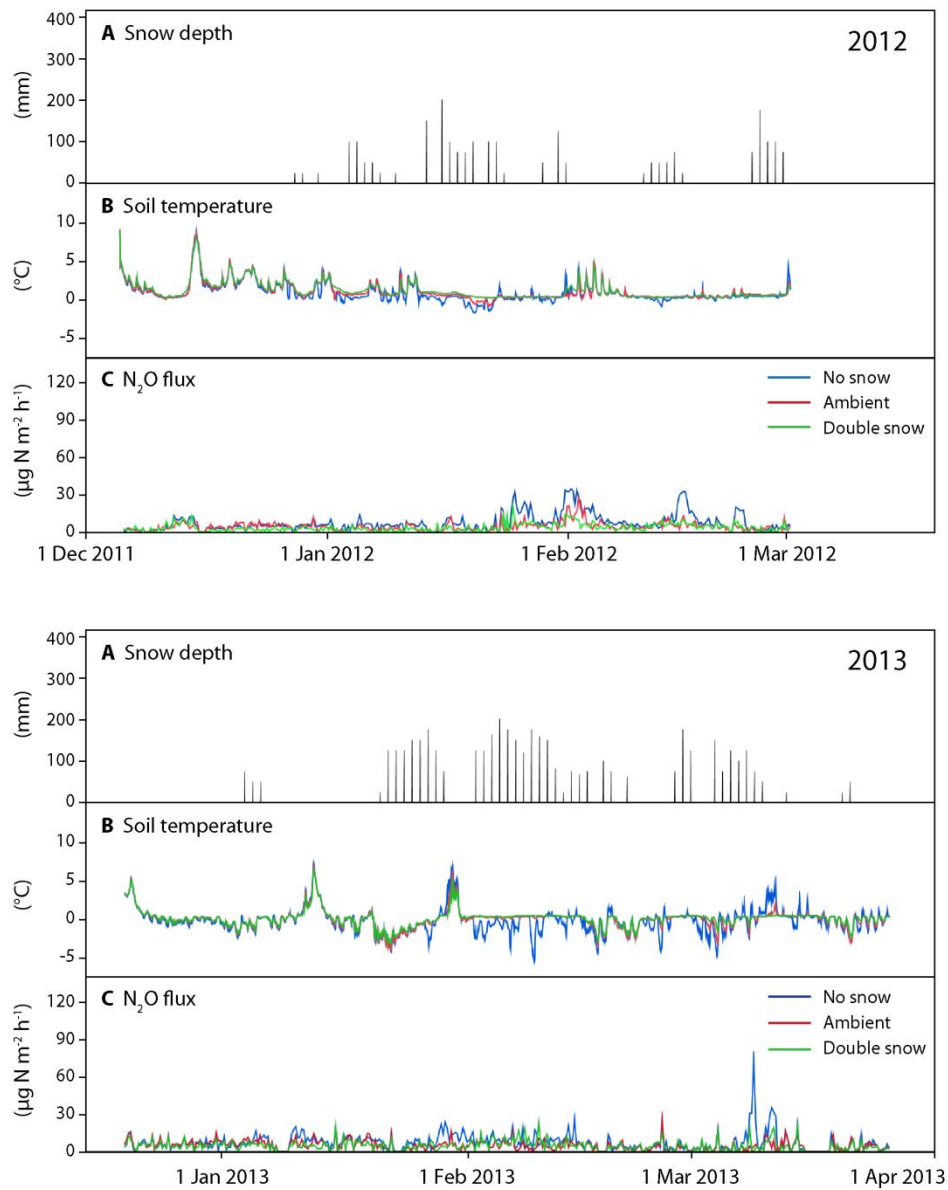 A Snow depth
2012
400
300
200
100
0
(mm)
B Soil temperature
10
5
0
-5
(°C)
C N₂O flux
120
90
60
30
0
(µg N m⁻² h⁻¹)
No snow
Ambient
Double snow
1 Dec 2011
1 Jan 2012
1 Feb 2012
1 Mar 2012
A Snow depth
2013
400
300
200
100
0
(mm)
B Soil temperature
10
5
0
-5
(°C)
C N₂O flux
120
90
60
30
0
(µg N m⁻² h⁻¹)
No snow
Ambient
Double snow
1 Jan 2013
1 Feb 2013
1 Mar 2013
1 Apr 2013